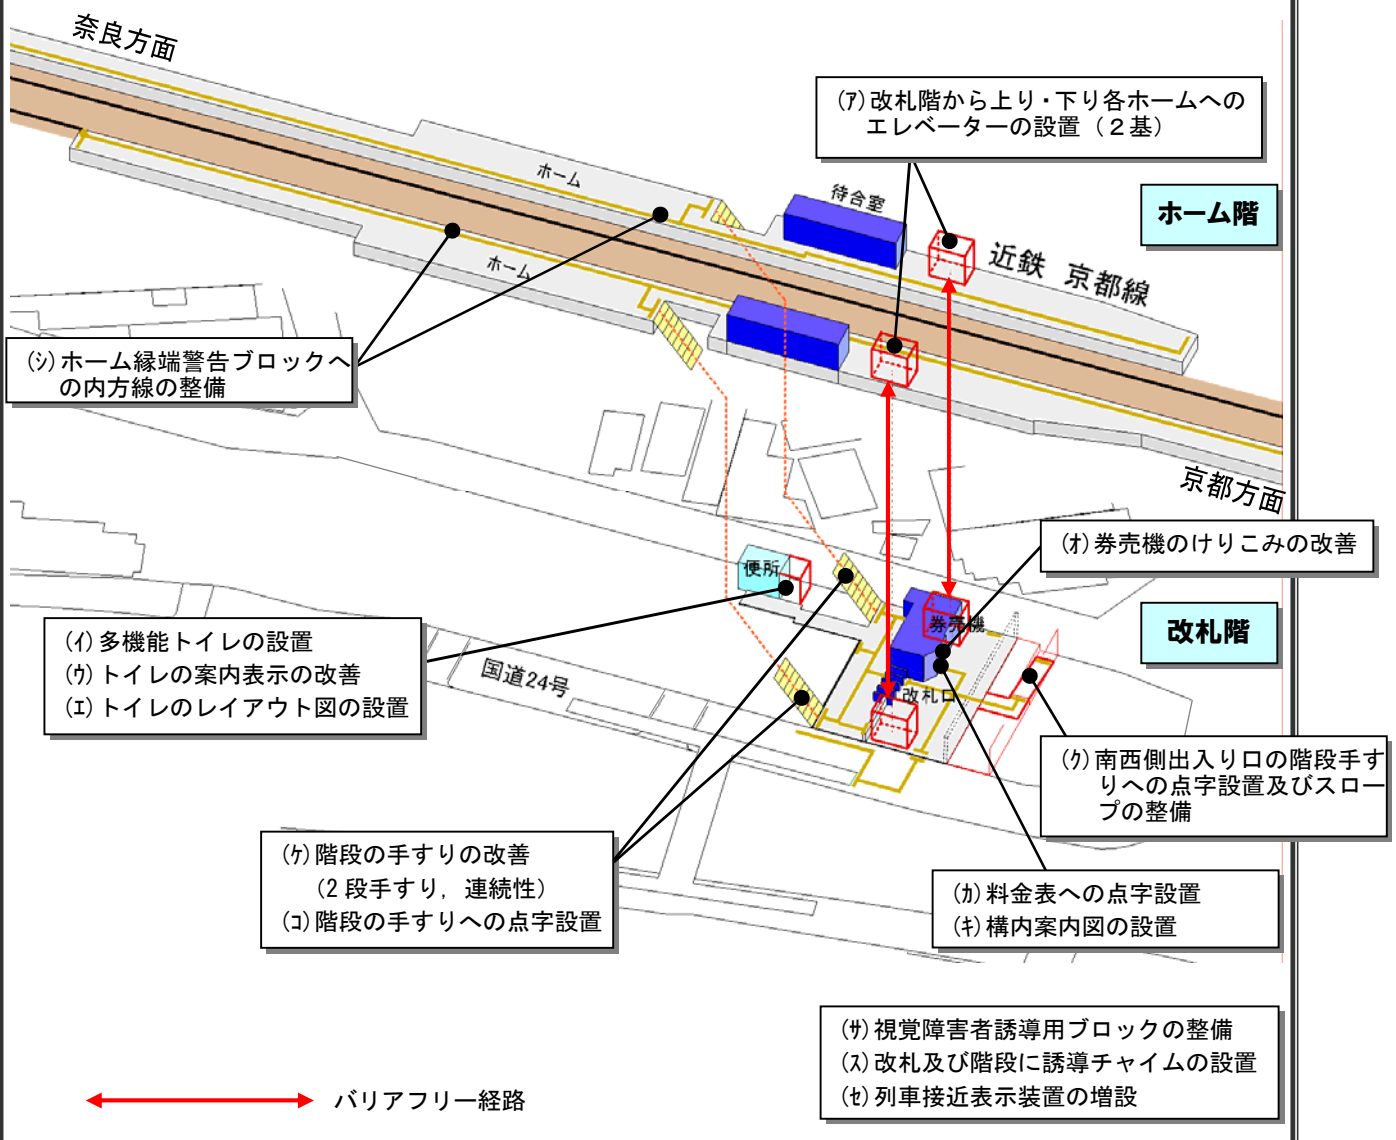 奈良方面
(ｱ)改札階から上り・下り各ホームへの
エレベーターの設置（２基）
ホーム
待合室
ホーム階
近鉄 京都線
ホーム
(ｼ)ホーム縁端警告ブロックへ
の内方線の整備
京都方面
(ｵ)券売機のけりこみの改善
便所
券売機
改札階
(ｲ)多機能トイレの設置
(ｳ)トイレの案内表示の改善
(ｴ)トイレのレイアウト図の設置
国道24号
改札口
(ｸ)南西側出入り口の階段手す
りへの点字設置及びスロー
プの整備
(ｹ)階段の手すりの改善
(2段手すり，連続性)
(ｺ)階段の手すりへの点字設置
(ｶ)料金表への点字設置
(ｷ)構内案内図の設置
(ｻ)視覚障害者誘導用ブロックの整備
(ｽ)改札及び階段に誘導チャイムの設置
(ｾ)列車接近表示装置の増設
バリアフリー経路